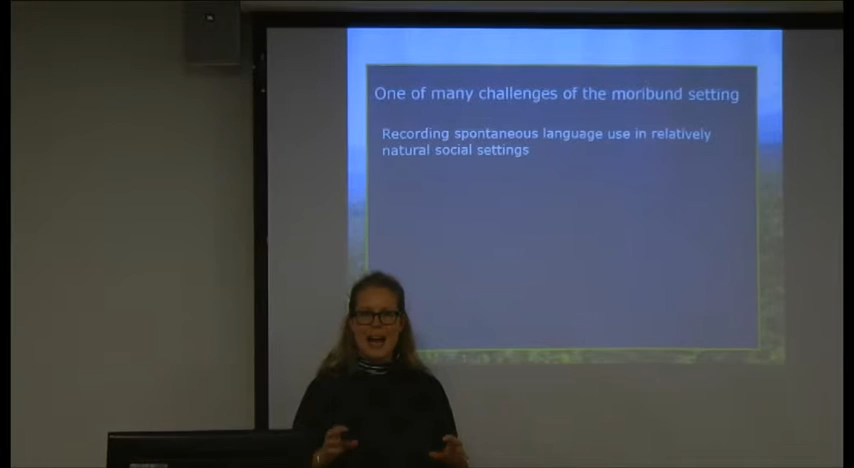 One of many challenges of the moribund setting
Recording spontaneous language use in relatively
natural social settings